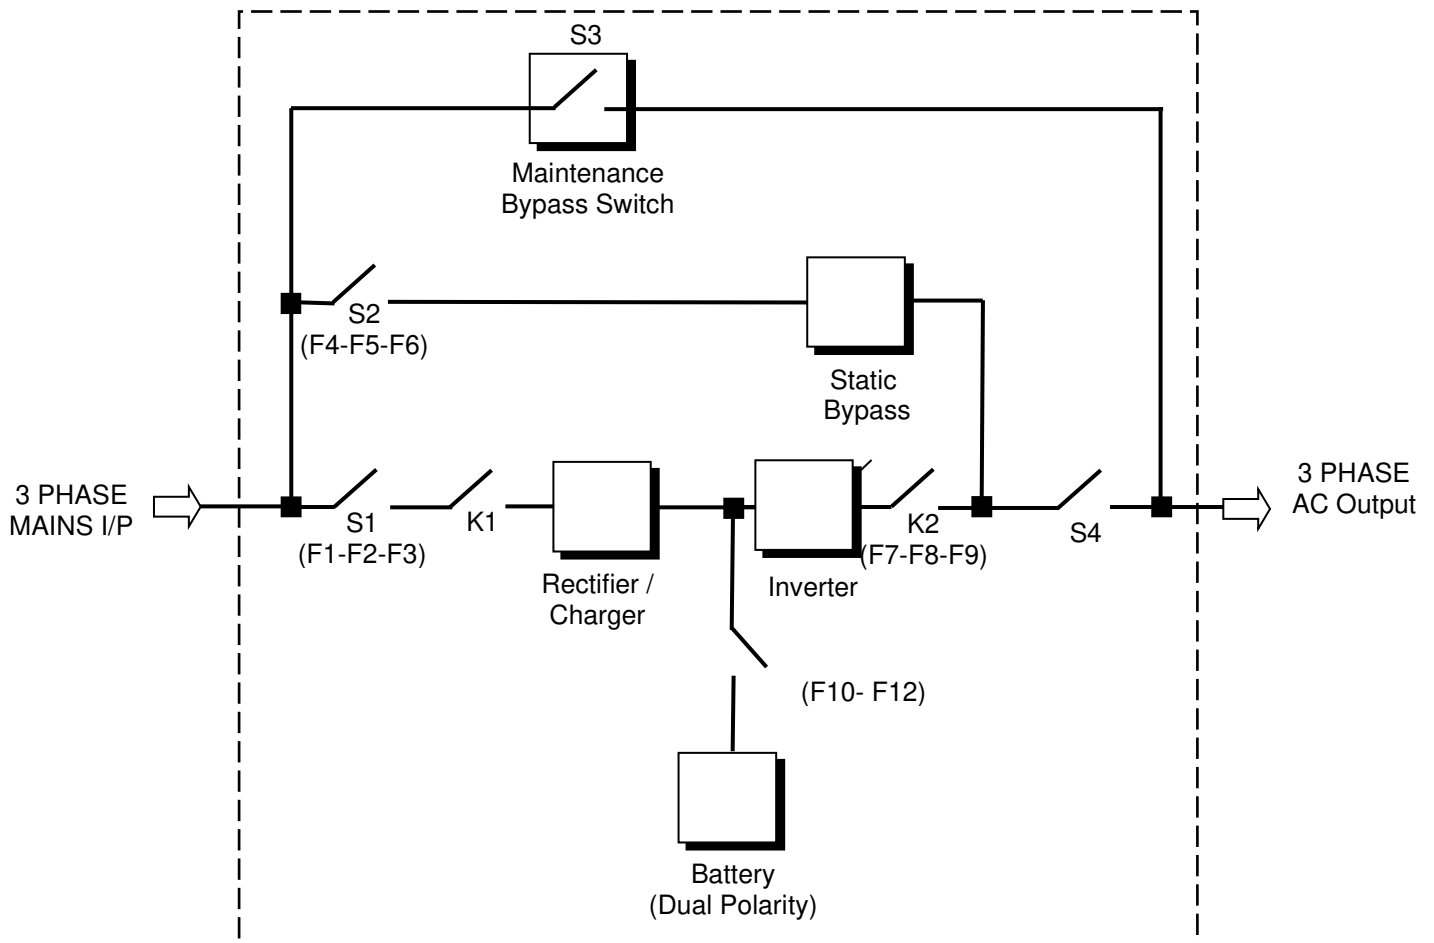 S3
Maintenance
Bypass Switch
S2
(F4-F5-F6)
Static
Bypass
3 PHASE
MAINS I/P
S1
(F1-F2-F3)
K1
Rectifier /
Charger
Inverter
K2
(F7-F8-F9)
S4
3 PHASE
AC Output
(F10- F12)
Battery
(Dual Polarity)